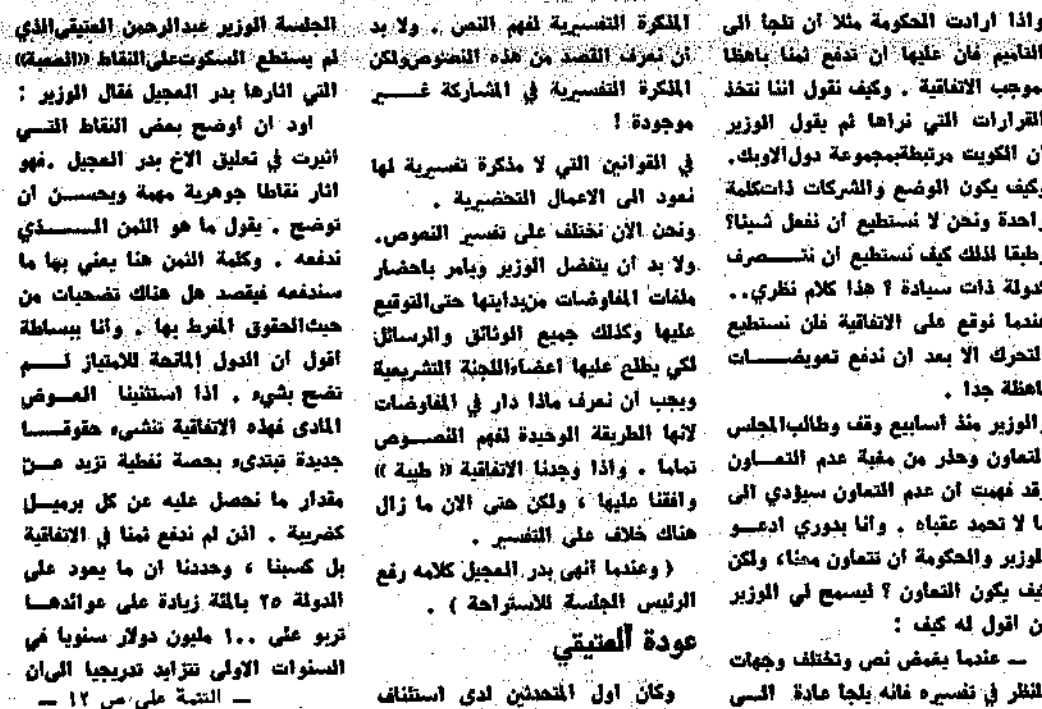 واذا ارادت الحكومة مثلا ان تلجأ الى
التاميم فان عليها ان تدفع ثمنا باهظا
بموجب الاتفاقية . وكيف نقول اننا نتخذ
القرارات التي نراها ثم يقول الوزير
أن الكويت مرتبطة بمجموعة دول الاوبك.
وكيف يكون الوضع والشركات ذات كلمة
واحدة ونحن لا نستطيع ان نفعل شيئا؟
وطبقا لذلك كيف نستطيع ان نتصرف
كدولة ذات سيادة ؟ هذا كلام نظري..
عندما نوقع على الاتفاقية فلن نستطيع
التحرك الا بعد ان ندفع تعويضات
باهظة جدا .
والوزير منذ اسابيع وقف وطالب المجلس
التعاون وحذر من مغبة عدم التعاون
وقد فهمت ان عدم التعاون سيؤدي الى
ما لا تحمد عقباه . وانا بدوري ادعو
الوزير والحكومة ان تتعاون معنا، ولكن
كيف يكون التعاون ؟ ليسمح لي الوزير
ان اقول له كيف :
ــ عندما يغمض نص وتختلف وجهات
النظر في تفسيره فانه يلجا عادة الى
المذكرة التفسيرية لفهم النص . ولا بد
أن نعرف القصد من هذه النصوص ولكن
المذكرة التفسيرية في المشاركة غير
موجودة !
في القوانين التي لا مذكرة تفسيرية لها
نعود الى الاعمال التحضيرية .
ونحن الآن نختلف على تفسير النصوص.
ولا بد أن يتفضل الوزير ويامر باحضار
ملفات المفاوضات من بدايتها حتى التوقيع
عليها وكذلك جميع الوثائق والرسائل
لكي يطلع عليها اعضاء اللجنة التشريعية
ويجب ان نعرف ماذا دار في المفاوضات
لانها الطريقة الوحيدة لفهم النصوص
تماما . واذا وجدنا الاتفاقية « طيبة »
وافقنا عليها ، ولكن حتى الان ما زال
هناك خلاف على التفسير .
( وعندما انهى بدر العجيل كلامه رفع
الرئيس الجلسة للاستراحة ) .
عودة العتيقي
وكان اول المتحدثين لدى استئناف
الجلسة الوزير عبدالرحمن العتيقي الذي
لم يستطع السكوت على النقاط «الصعبة»
التي اثارها بدر العجيل فقال الوزير :
اود ان اوضح بعض النقاط التي
اثيرت في تعليق الاخ بدر العجيل . فهو
اثار نقاطا جوهرية مهمة ويحسن ان
توضح . يقول ما هو الثمن الذي
ندفعه . وكلمة الثمن هنا يعني بها ما
سندفعه فيقصد هل هناك تضحيات من
حيث الحقوق المفرط بها . وانا ببساطة
اقول ان الدول المانحة للامتياز لم
تضح بشيء . اذا استثنينا العوض
المادى فهذه الاتفاقية تنشىء حقوقا
جديدة تبتدىء بحصة نفطية تزيد عن
مقدار ما نحصل عليه عن كل برميل
كضريبة . اذن لم ندفع ثمنا في الاتفاقية
بل كسبنا ، وحددنا ان ما يعود على
الدولة ٢٥ بالمئة زيادة على عوائدها
تربو على ١٠٠ مليون دولار سنويا في
السنوات الاولى تتزايد تدريجيا الى ان
ــ التتمة على ص ١٢ ــ